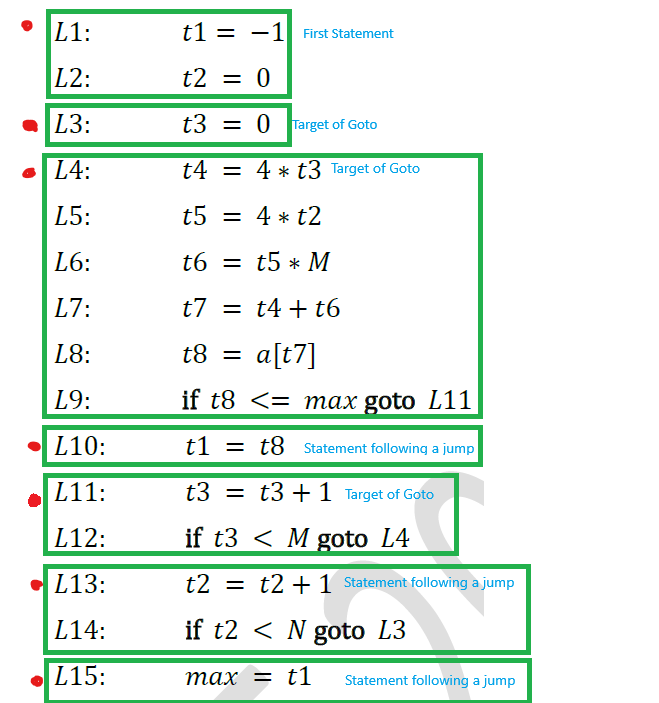 L1: t1 = −1 First Statement
L2: t2 = 0
L3: t3 = 0 Target of Goto
L4: t4 = 4 ∗ t3 Target of Goto
L5: t5 = 4 ∗ t2
L6: t6 = t5 ∗ M
L7: t7 = t4 + t6
L8: t8 = a[t7]
L9: if t8 <= max goto L11
L10: t1 = t8 Statement following a jump
L11: t3 = t3 + 1 Target of Goto
L12: if t3 < M goto L4
L13: t2 = t2 + 1 Statement following a jump
L14: if t2 < N goto L3
L15: max = t1 Statement following a jump